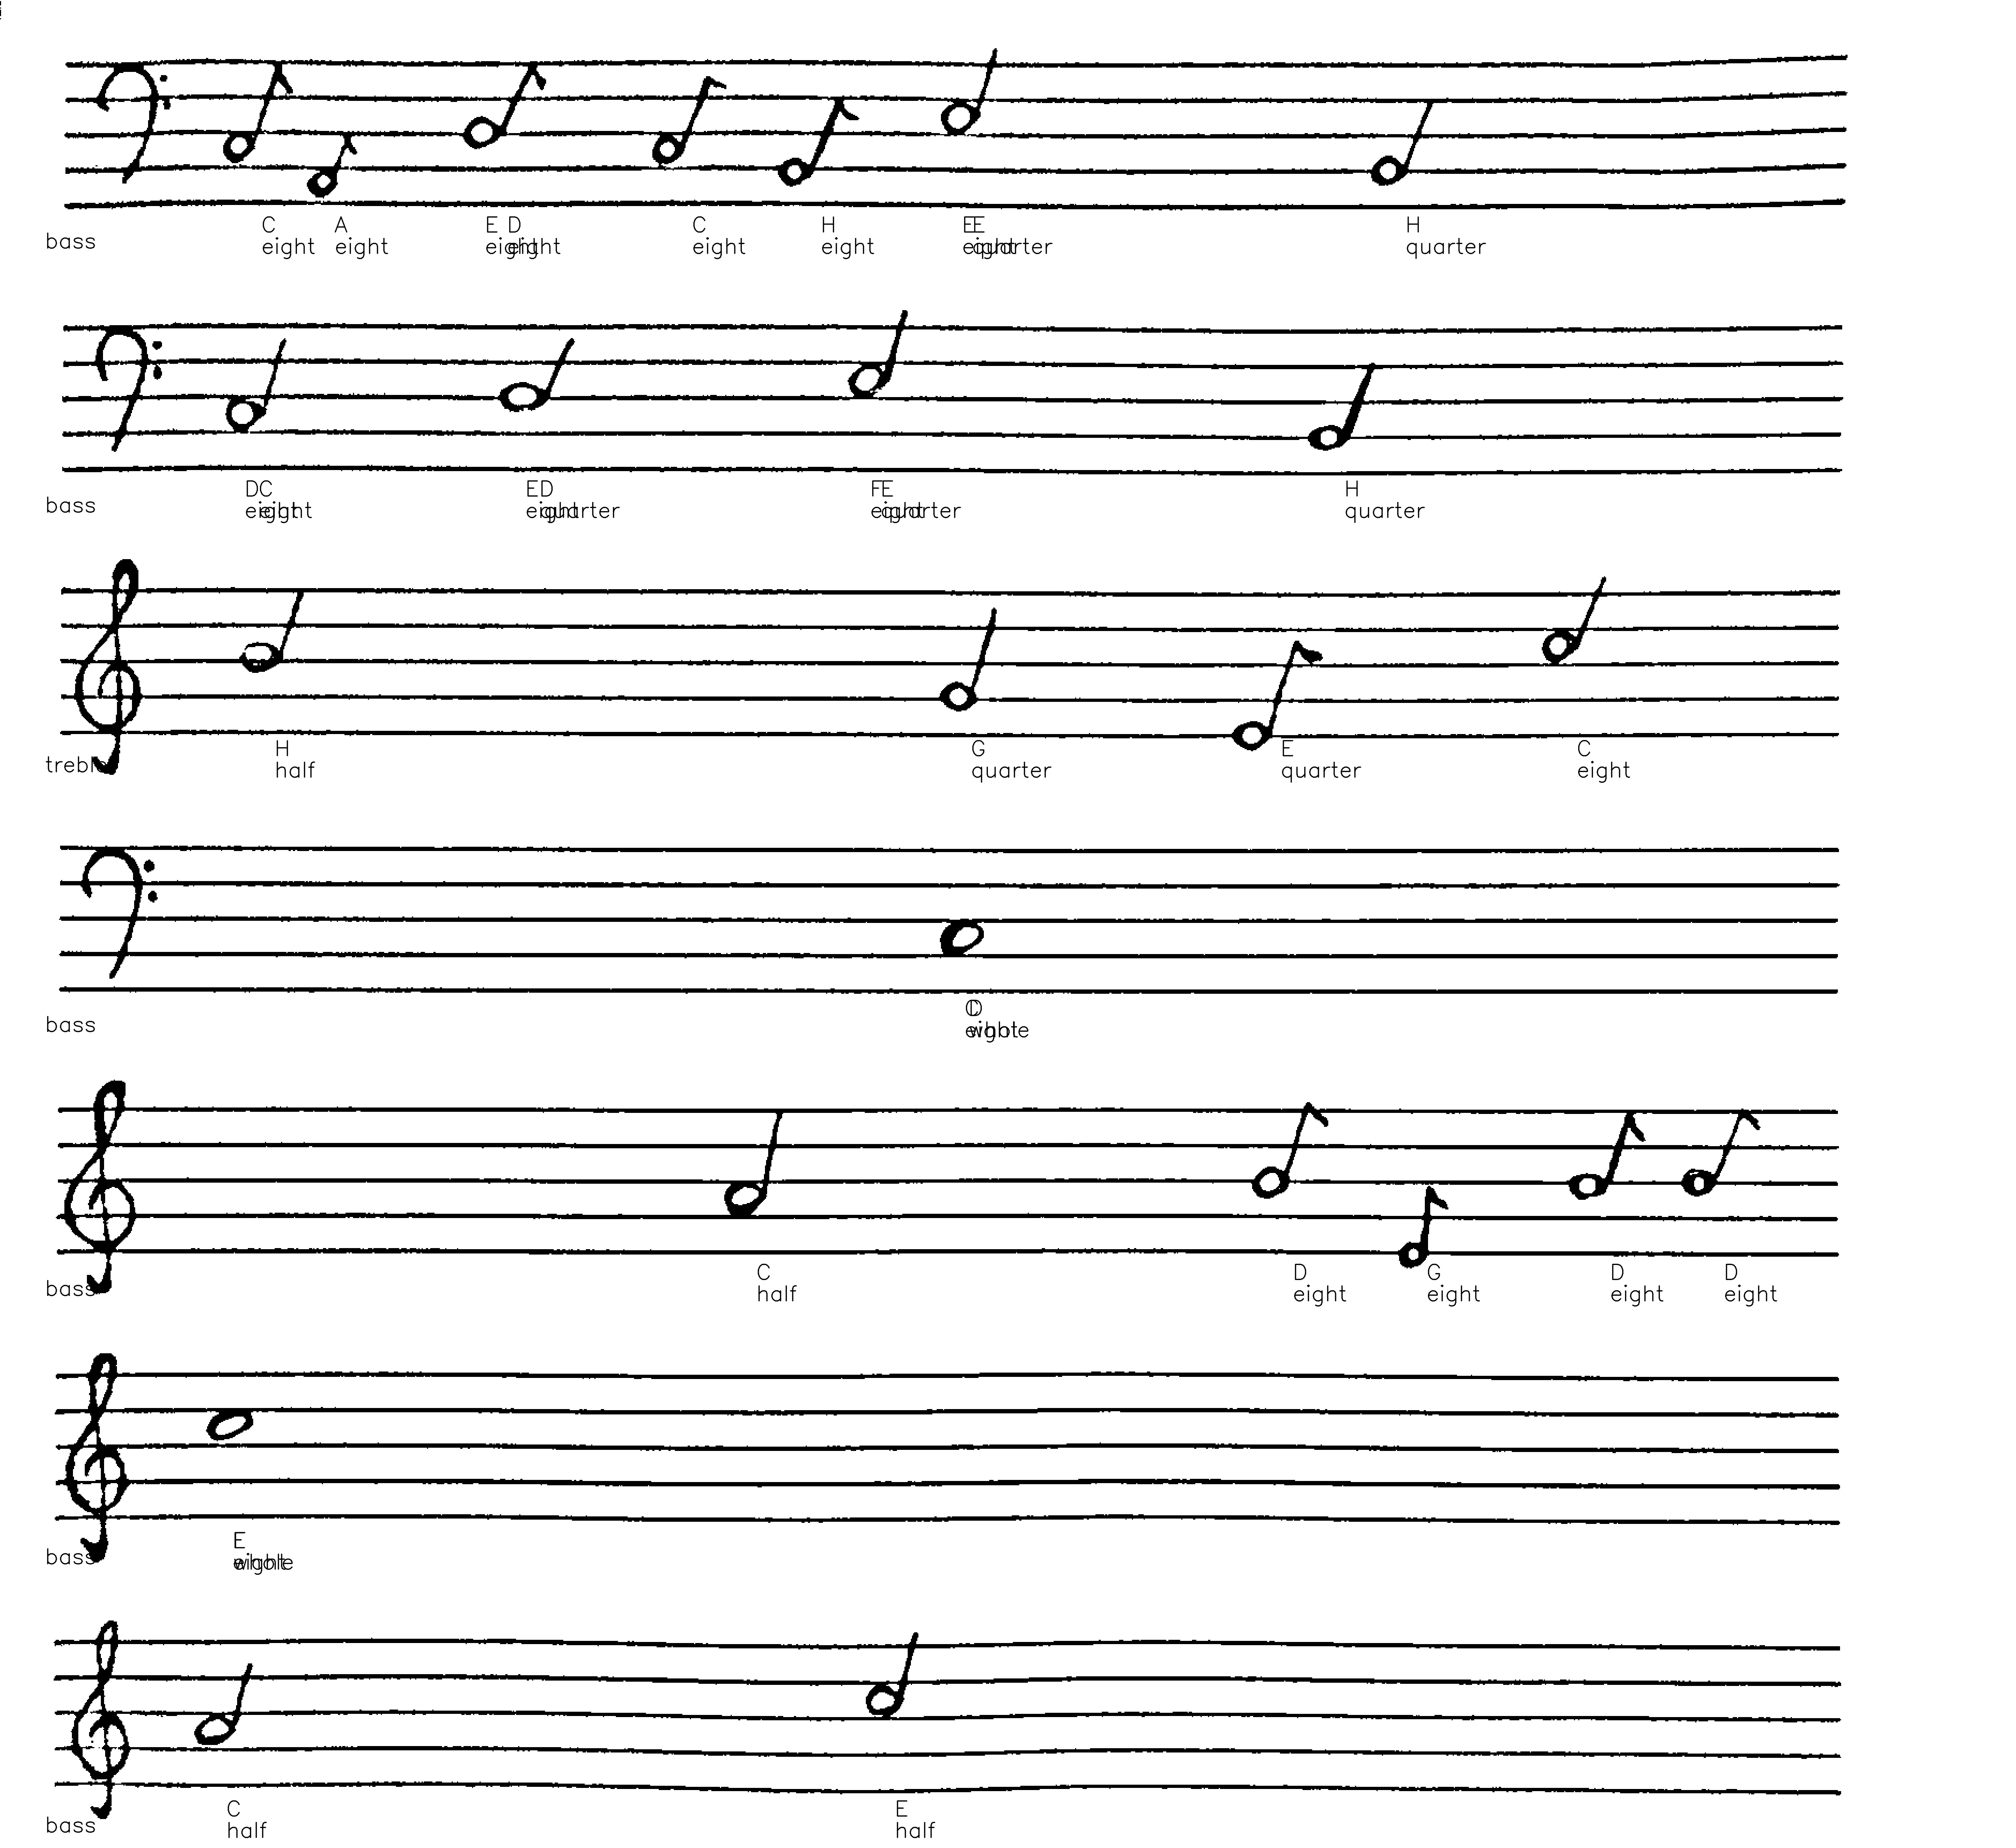 C A E D C H E E H
eight eight eight eight eight eight eight quarter quarter
bass
D C E D F E H
eight eight eight quarter eight quarter quarter
bass
H G E C
half quarter quarter eight
treble
C D
eight whole
bass
C D G D D
half eight eight eight eight
bass
E
eight whole
bass
C E
half half
bass